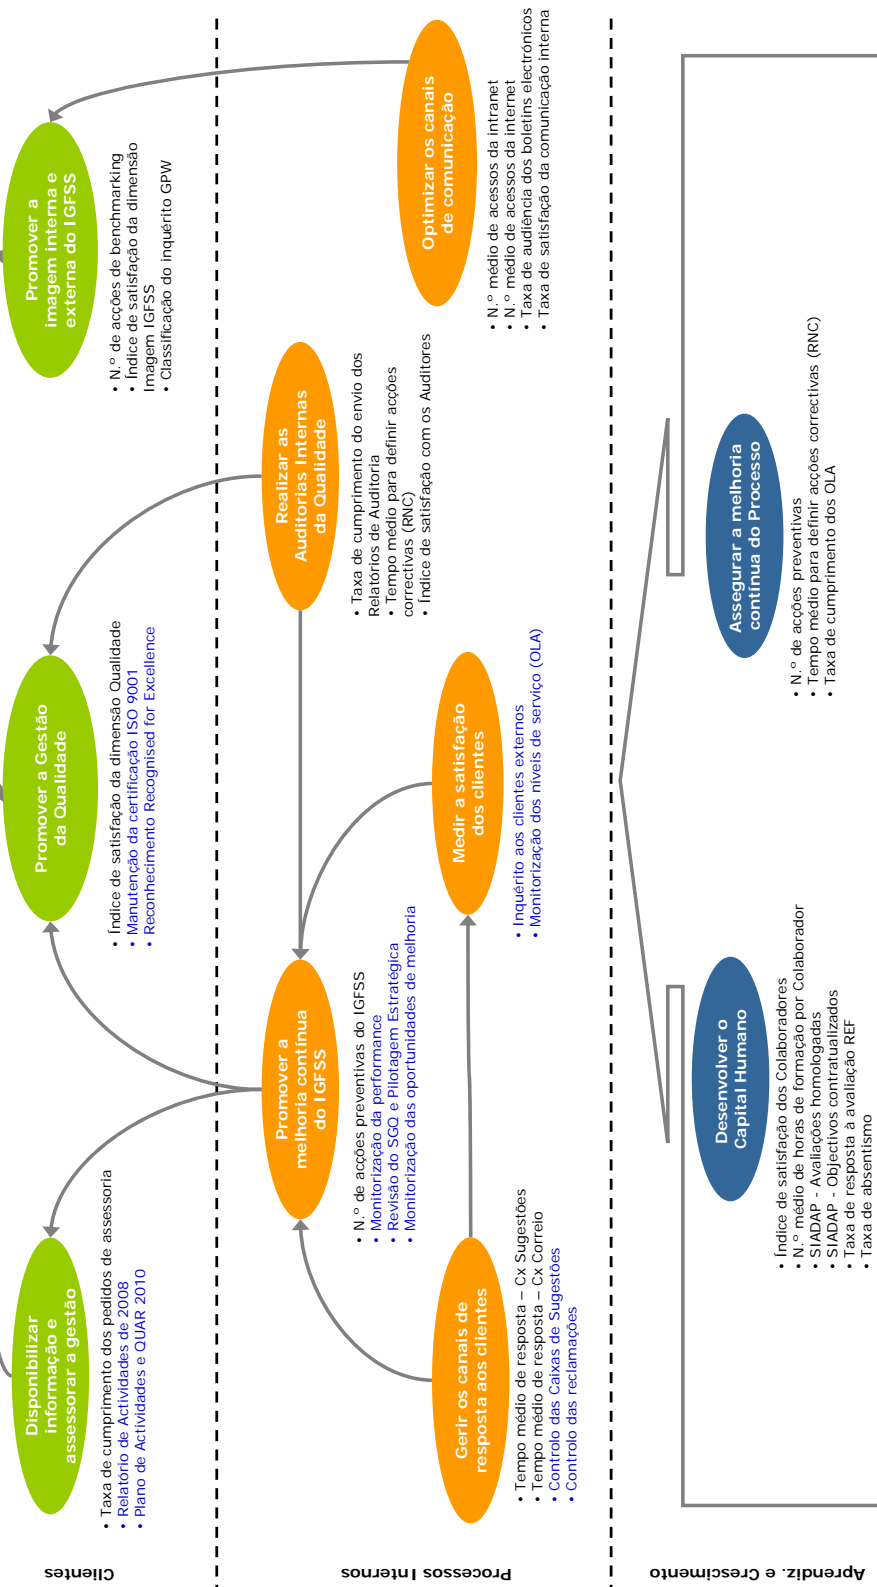 Clientes
Disponibilizar
informação e
assessorar a gestão
• Taxa de cumprimento dos pedidos de assessoria
• Relatório de Actividades de 2008
• Plano de Actividades e QUAR 2010
Promover a Gestão
da Qualidade
• Índice de satisfação da dimensão Qualidade
• Manutenção da certificação ISO 9001
• Reconhecimento Recognised for Excellence
Promover a
imagem interna e
externa do IGFSS
• N.º de acções de benchmarking
• Índice de satisfação da dimensão
Imagem IGFSS
• Classificação do inquérito GPW
Processos Internos
Promover a
melhoria contínua
do IGFSS
• N.º de acções preventivas do IGFSS
• Monitorização da performance
• Revisão do SGQ e Pilotagem Estratégica
• Monitorização das oportunidades de melhoria
Realizar as
Auditorias Internas
da Qualidade
• Taxa de cumprimento do envio dos
Relatórios de Auditoria
• Tempo médio para definir acções
correctivas (RNC)
• Índice de satisfação com os Auditores
Gerir os canais de
resposta aos clientes
• Tempo médio de resposta – Cx Sugestões
• Tempo médio de resposta – Cx Correio
• Controlo das Caixas de Sugestões
• Controlo das reclamações
Medir a satisfação
dos clientes
• Inquérito aos clientes externos
• Monitorização dos níveis de serviço (OLA)
Optimizar os canais
de comunicação
• N.º médio de acessos da intranet
• N.º médio de acessos da internet
• Taxa de audiência dos boletins electrónicos
• Taxa de satisfação da comunicação interna
Aprendiz. e Crescimento
Desenvolver o
Capital Humano
• Índice de satisfação dos Colaboradores
• N.º médio de horas de formação por Colaborador
• SIADAP - Avaliações homologadas
• SIADAP - Objectivos contratualizados
• Taxa de resposta à avaliação REF
• Taxa de absentismo
Assegurar a melhoria
contínua do Processo
• N.º de acções preventivas
• Tempo médio para definir acções correctivas (RNC)
• Taxa de cumprimento dos OLA